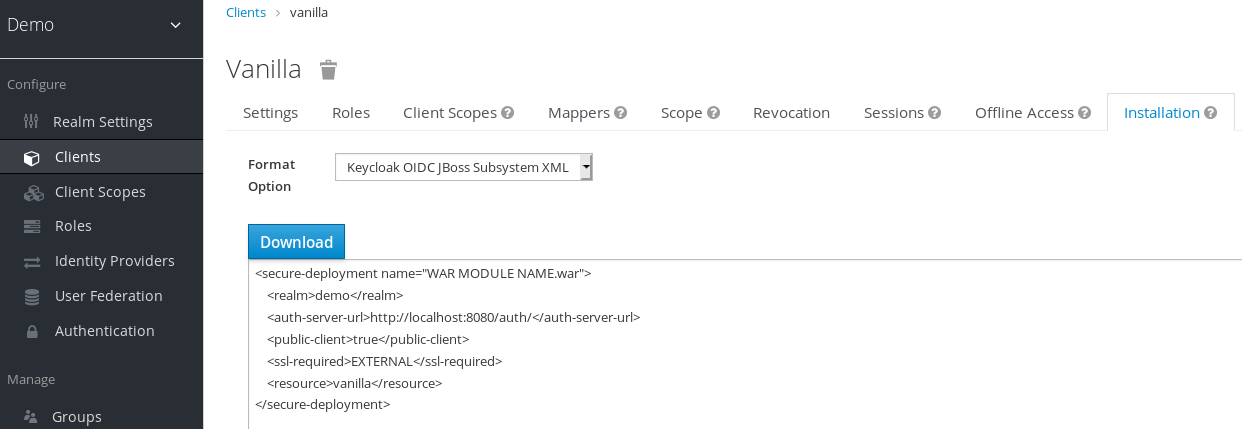 Demo
Configure
Realm Settings
Clients
Client Scopes
Roles
Identity Providers
User Federation
Authentication
Manage
Groups
Clients › vanilla
Vanilla
Settings Roles Client Scopes Mappers Scope Revocation Sessions Offline Access Installation
Format
Option
Keycloak OIDC JBoss Subsystem XML
Download
<secure-deployment name="WAR MODULE NAME.war">
    <realm>demo</realm>
    <auth-server-url>http://localhost:8080/auth/</auth-server-url>
    <public-client>true</public-client>
    <ssl-required>EXTERNAL</ssl-required>
    <resource>vanilla</resource>
</secure-deployment>